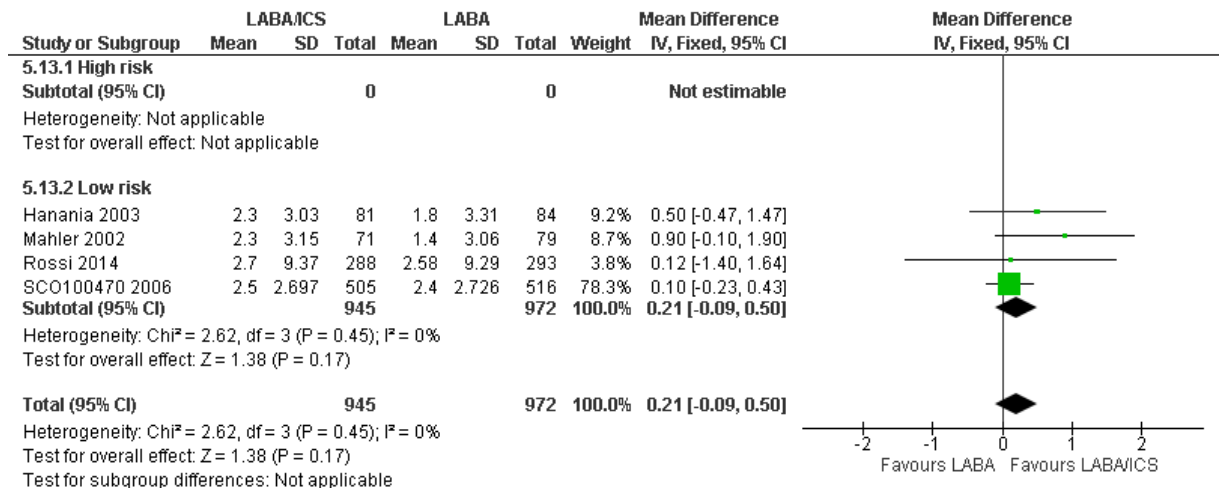 LABA/ICS LABA Mean Difference Mean Difference
Study or Subgroup Mean SD Total Mean SD Total Weight IV, Fixed, 95% CI IV, Fixed, 95% CI
5.13.1 High risk
Subtotal (95% CI) 0 0 Not estimable
Heterogeneity: Not applicable
Test for overall effect: Not applicable
5.13.2 Low risk
Hanania 2003 2.3 3.03 81 1.8 3.31 84 9.2% 0.50 [-0.47, 1.47]
Mahler 2002 2.3 3.15 71 1.4 3.06 79 8.7% 0.90 [-0.10, 1.90]
Rossi 2014 2.7 9.37 288 2.58 9.29 293 3.8% 0.12 [-1.40, 1.64]
SCO100470 2006 2.5 2.697 505 2.4 2.726 516 78.3% 0.10 [-0.23, 0.43]
Subtotal (95% CI) 945 972 100.0% 0.21 [-0.09, 0.50]
Heterogeneity: Chi² = 2.62, df = 3 (P = 0.45); I² = 0%
Test for overall effect: Z = 1.38 (P = 0.17)
Total (95% CI) 945 972 100.0% 0.21 [-0.09, 0.50]
Heterogeneity: Chi² = 2.62, df = 3 (P = 0.45); I² = 0%
Test for overall effect: Z = 1.38 (P = 0.17)
Test for subgroup differences: Not applicable
-2 -1 0 1 2
Favours LABA Favours LABA/ICS